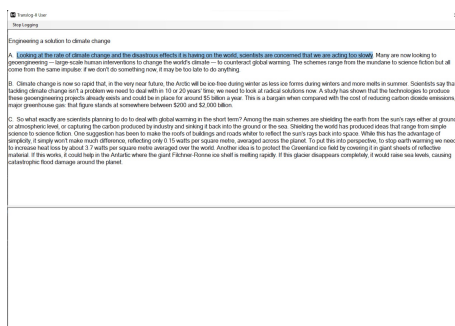 Translog-II User
Stop Logging
Engineering a solution to climate change
A. Looking at the rate of climate change and the disastrous effects it is having on the world, scientists are concerned that we are acting too slowly. Many are now looking to
geoengineering — large-scale human interventions to change the world's climate — to counteract global warming. The schemes range from the mundane to science fiction but all
come from the same impulse: if we don't do something now, it may be too late to do anything.
B. Climate change is now so rapid that, in the very near future, the Arctic will be ice free during winter as less ice forms during winters and more melts in summer. Scientists say tha
tackling climate change isn't a problem we need to deal with in 10 or 20 years' time; we need to look at radical solutions now. A study has shown that the technologies to produce
these geoengineering projects already exists and could be in place for around $5 billion a year. This is a bargain when compared with the cost of reducing carbon dioxide emissions,
major greenhouse gas: that figure stands at somewhere between $200 and $2,000 billion.
C. So what exactly are scientists planning to do to deal with global warming in the short term? Among the main schemes are shielding the earth from the sun's rays either at ground
or atmospheric level, or capturing the carbon produced by industry and sinking it back into the ground or the sea. Shielding the world has produced ideas that range from simple
science to science fiction. One suggestion has been to make the roofs of buildings and roads whiter to reflect the sun's rays back into space. While this has the advantage of
simplicity, it simply won't make much difference, reflecting only 0.15 watts per square metre, averaged across the planet. To put this into perspective, to stop earth warming we need
to increase heat loss by about 3.7 watts per square metre averaged over the world. Another idea is to protect the Greenland ice field by covering it in giant sheets of reflective
material. If this works, it could help in the Antartic where the giant Filchner-Ronne ice shelf is melting rapidly. If this glacier disappears completely, it would raise sea levels, causing
catastrophic flood damage around the planet.